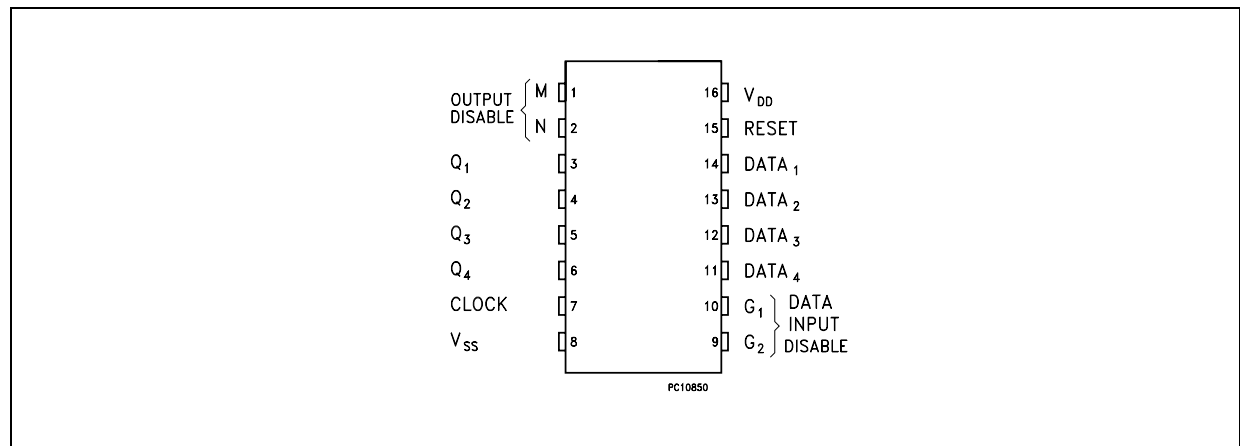 OUTPUT DISABLE M 1 16 V DD
N 2 15 RESET
Q1 3 14 DATA 1
Q2 4 13 DATA 2
Q3 5 12 DATA 3
Q4 6 11 DATA 4
CLOCK 7 10 G1 DATA INPUT DISABLE
VSS 8 9 G2
PC10850